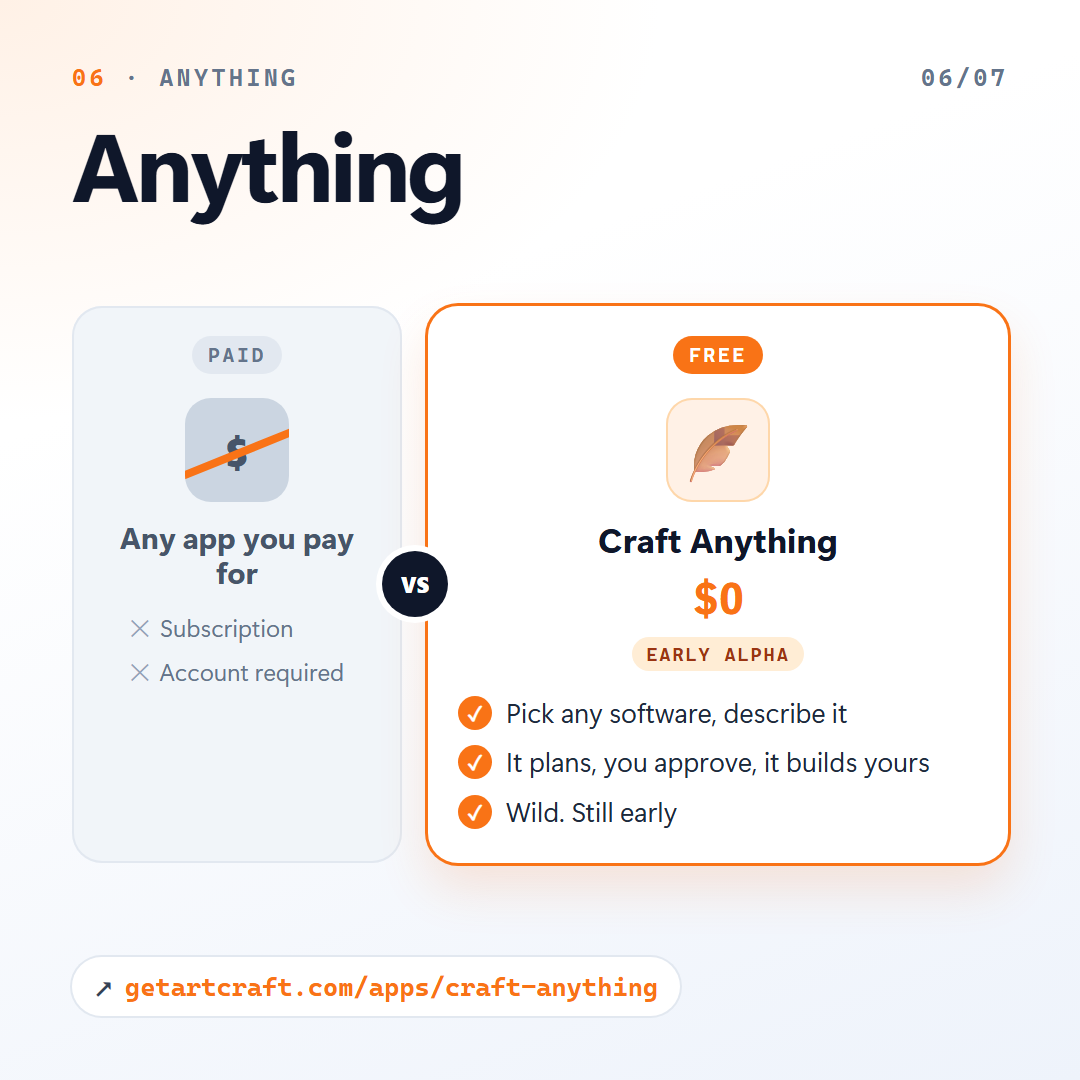 06 · ANYTHING
06/07
Anything
PAID
$
Any app you pay
for
Subscription
Account required
vs
FREE
Craft Anything
$0
EARLY ALPHA
Pick any software, describe it
It plans, you approve, it builds yours
Wild. Still early
↗ getartcraft.com/apps/craft-anything